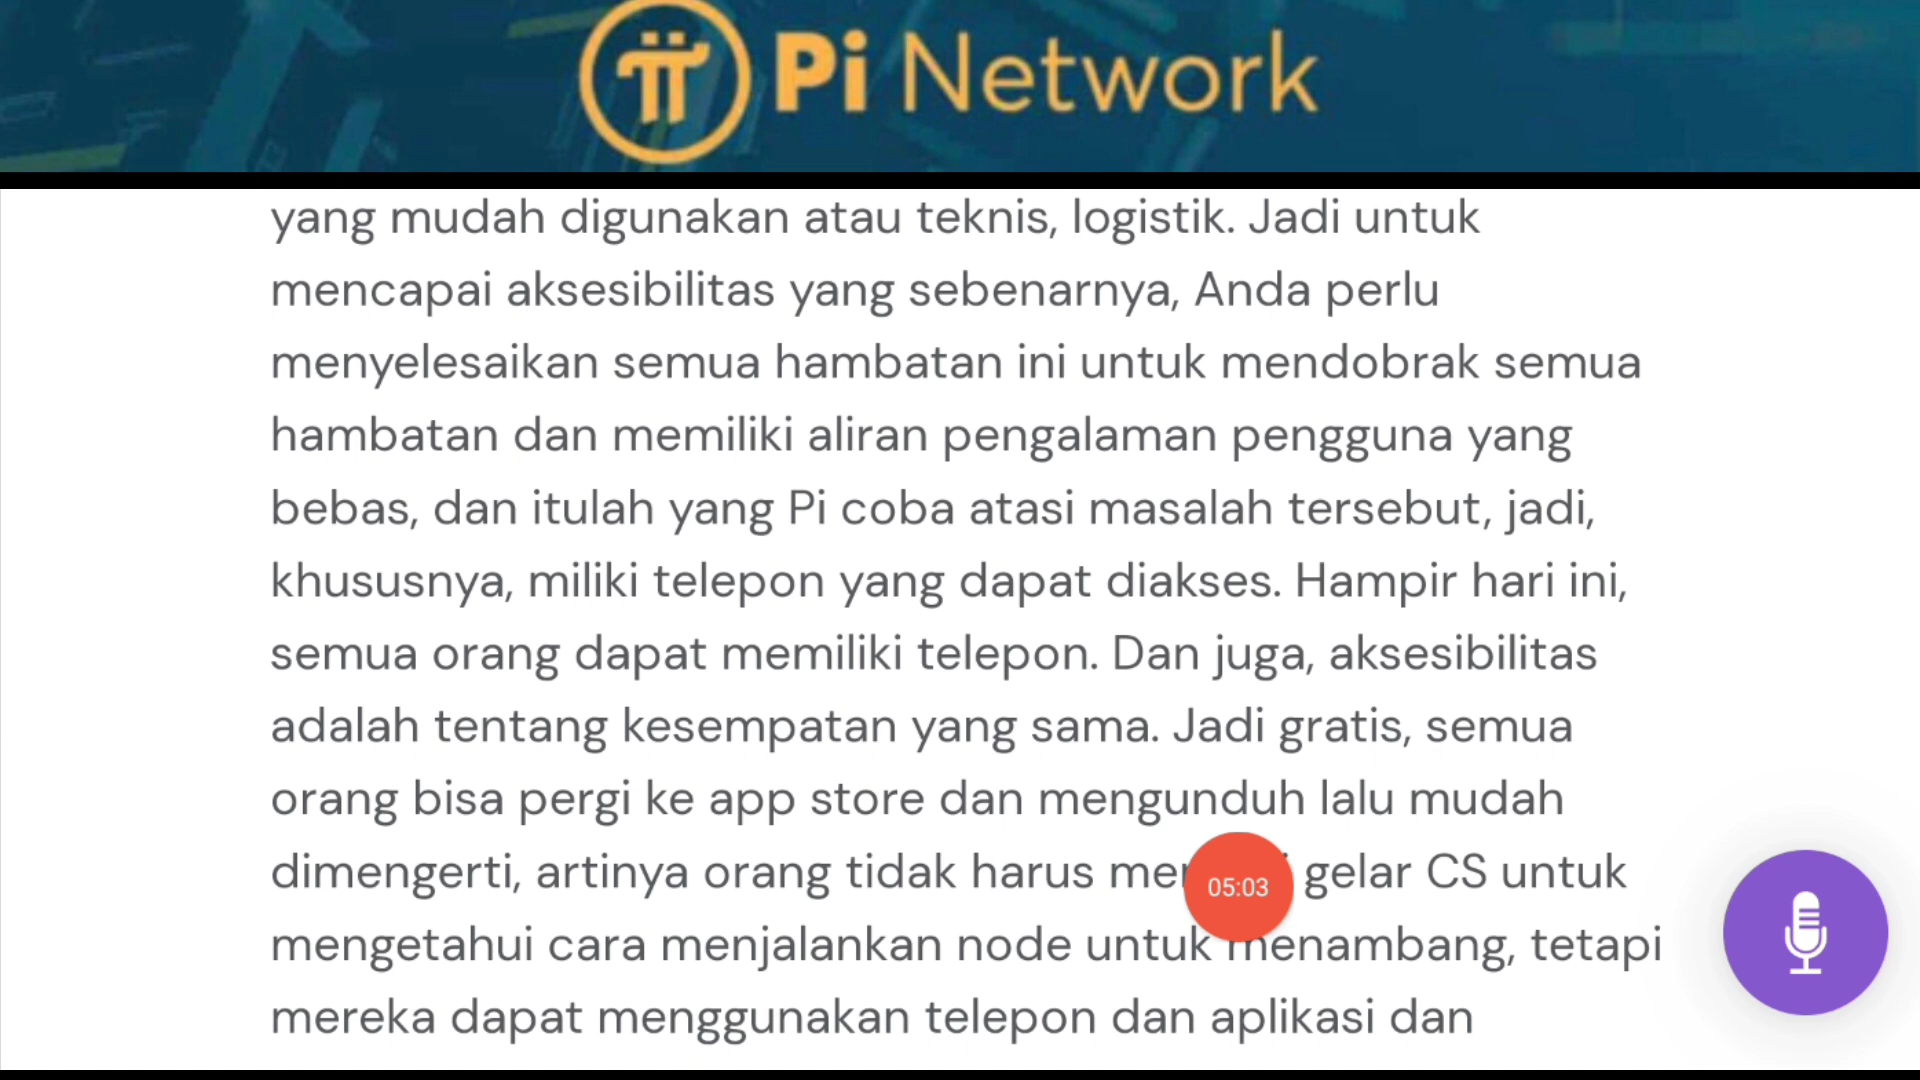 Pi Network
yang mudah digunakan atau teknis, logistik. Jadi untuk
mencapai aksesibilitas yang sebenarnya, Anda perlu
menyelesaikan semua hambatan ini untuk mendobrak semua
hambatan dan memiliki aliran pengalaman pengguna yang
bebas, dan itulah yang Pi coba atasi masalah tersebut, jadi,
khususnya, miliki telepon yang dapat diakses. Hampir hari ini,
semua orang dapat memiliki telepon. Dan juga, aksesibilitas
adalah tentang kesempatan yang sama. Jadi gratis, semua
orang bisa pergi ke app store dan mengunduh lalu mudah
dimengerti, artinya orang tidak harus gelar CS untuk
05:03
mengetahui cara menjalankan node untuk menambang, tetapi
mereka dapat menggunakan telepon dan aplikasi dan